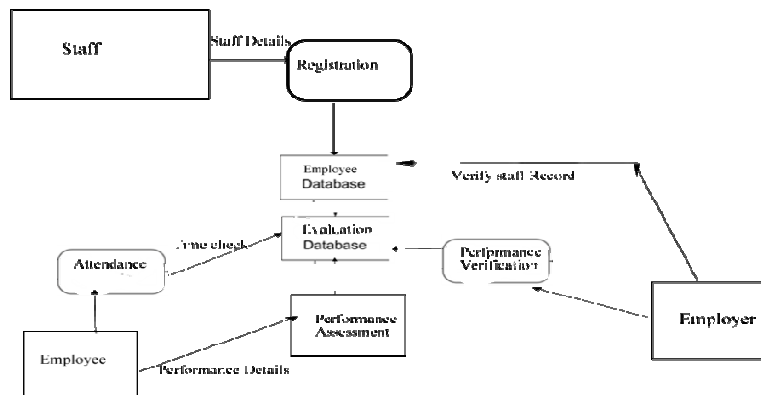 Staff
Staff Details
Registration
Employee
Database
Verify staff Record
Evaluation
Database
Time check
Attendance
Perfprmance
Verification
Performance
Assessment
Employer
Employee
Performance Details